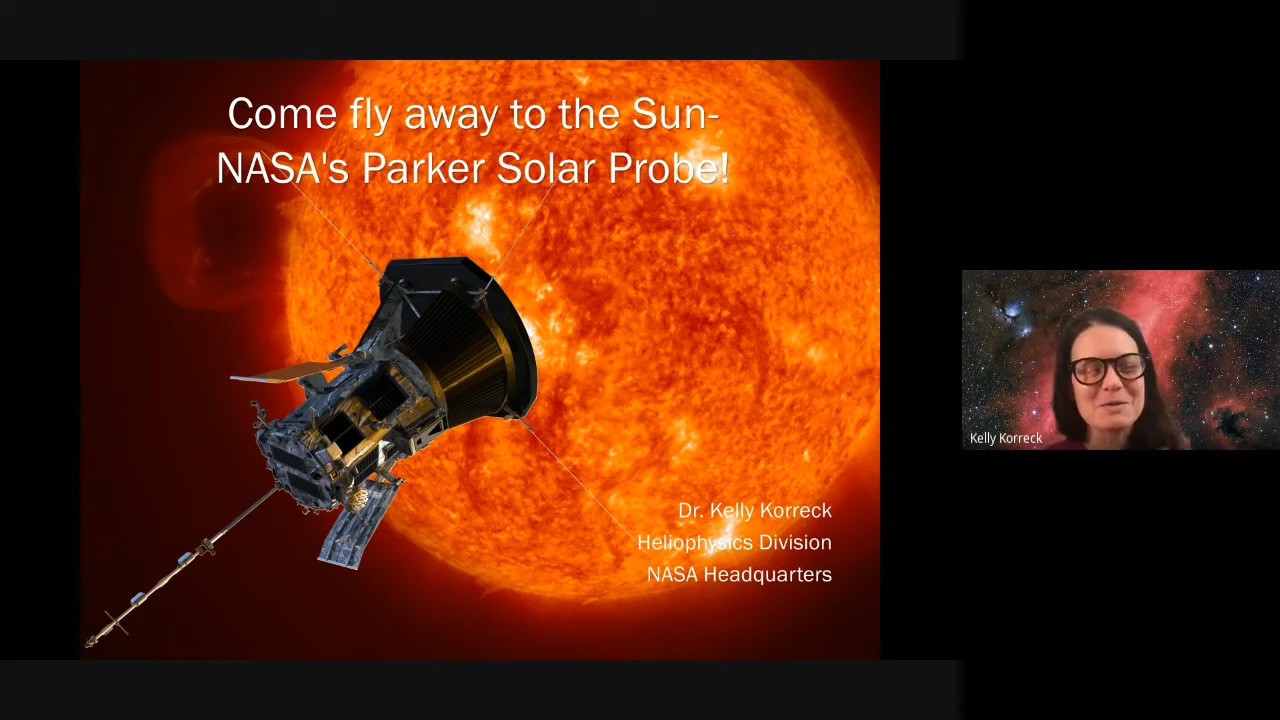 Come fly away to the Sun-
NASA's Parker Solar Probe!
Dr. Kelly Korreck
Heliophysics Division
NASA Headquarters
Kelly Korreck